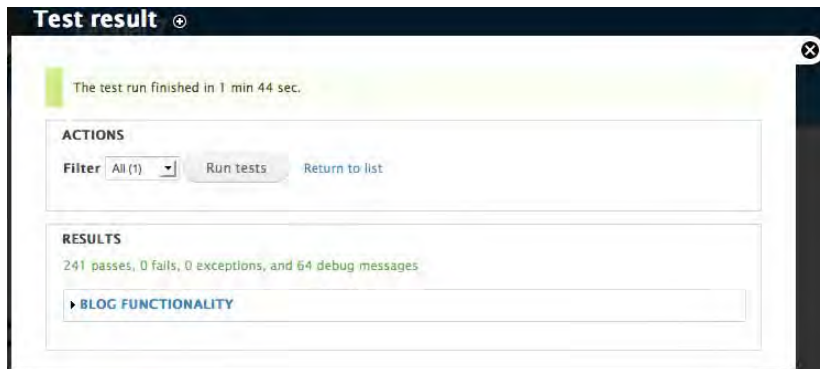 Test result
The test run finished in 1 min 44 sec.
ACTIONS
Filter All (1) Run tests Return to list
RESULTS
241 passes, 0 fails, 0 exceptions, and 64 debug messages
BLOG FUNCTIONALITY